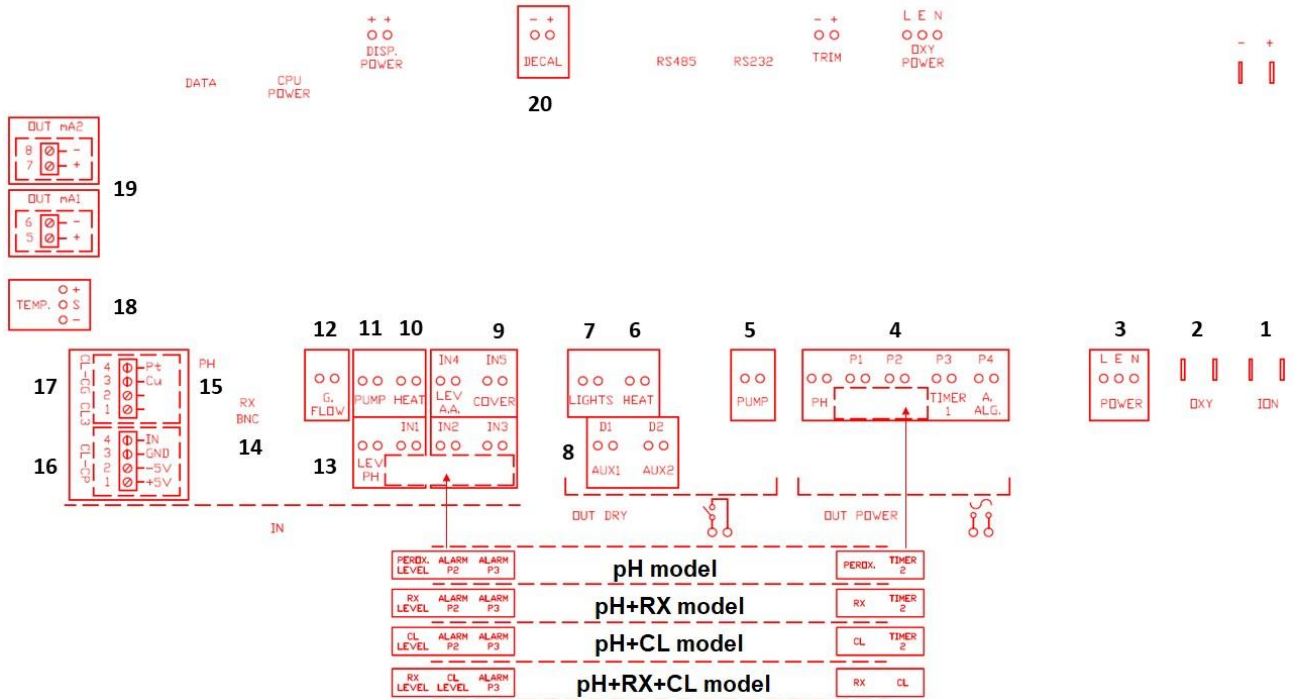 + +
DISP.
POWER
- +
DECAL
20
RS485
RS232
- +
TRIM
L E N
OXY
POWER
- +
DATA
CPU
POWER
OUT mA2
8 -
7 +
19
OUT mA1
6 -
5 +
TEMP.
+
S
-
18
17
CL-CG CL3
4 Pt
3 Cu
2
1
PH
15
RX
BNC
14
16
CL-CP
4 IN
3 GND
2 -5V
1 +5V
IN
12
G.
FLOW
11 10
PUMP HEAT
9
IN4 IN5
LEV
A.A.
COVER
13
IN1 IN2 IN3
LEV
PH
7 6
LIGHTS HEAT
8
D1 D2
AUX1 AUX2
5
PUMP
OUT DRY
4
P1 P2 P3 P4
PH
TIMER
1
A.
ALG.
OUT POWER
3
L E N
POWER
2
OXY
1
ION
PEROX.
LEVEL
ALARM
P2
ALARM
P3
pH model
PEROX.
TIMER
2
RX
LEVEL
ALARM
P2
ALARM
P3
pH+RX model
RX
TIMER
2
CL
LEVEL
ALARM
P2
ALARM
P3
pH+CL model
CL
TIMER
2
RX
LEVEL
CL
LEVEL
ALARM
P3
pH+RX+CL model
RX
CL